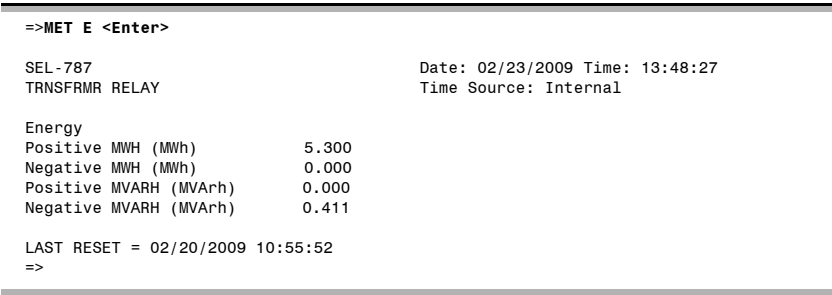 =>MET E <Enter>
SEL-787 Date: 02/23/2009 Time: 13:48:27
TRNSFRMR RELAY Time Source: Internal
Energy
Positive MWH (MWh) 5.300
Negative MWH (MWh) 0.000
Positive MVARH (MVArh) 0.000
Negative MVARH (MVArh) 0.411
LAST RESET = 02/20/2009 10:55:52
=>